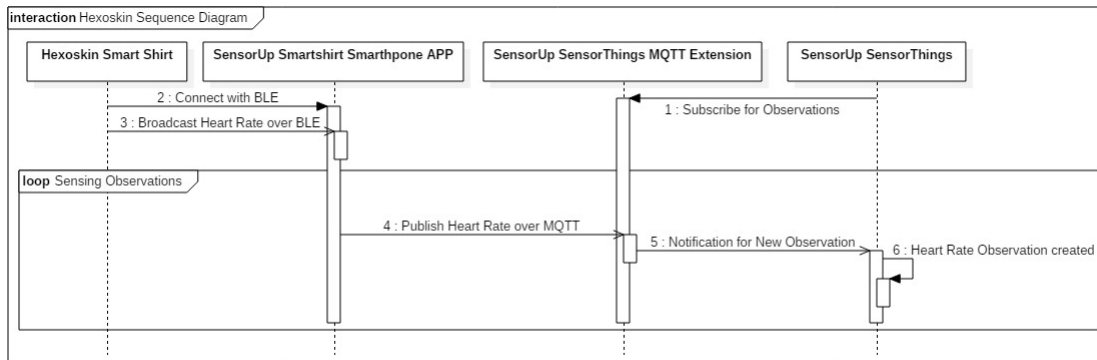 interaction Hexoskin Sequence Diagram
Hexoskin Smart Shirt
SensorUp Smartshirt Smarthpone APP
SensorUp SensorThings MQTT Extension
SensorUp SensorThings
2 : Connect with BLE
1 : Subscribe for Observations
3 : Broadcast Heart Rate over BLE
loop Sensing Observations
4 : Publish Heart Rate over MQTT
5 : Notification for New Observation
6 : Heart Rate Observation created